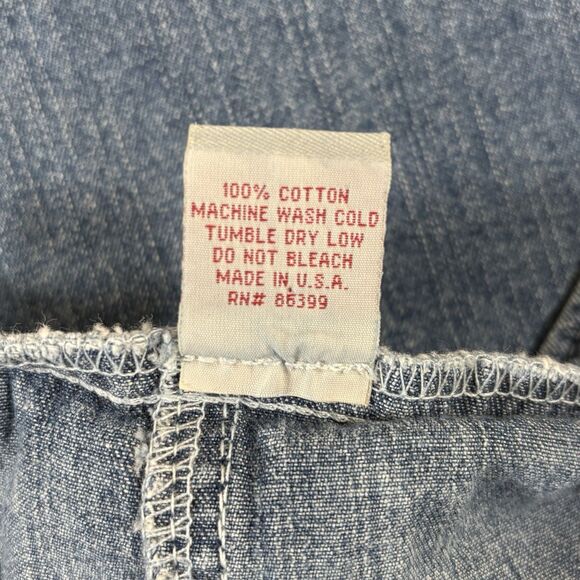 100% COTTON
MACHINE WASH COLD
TUMBLE DRY LOW
DO NOT BLEACH
MADE IN U.S.A.
RN# 86399